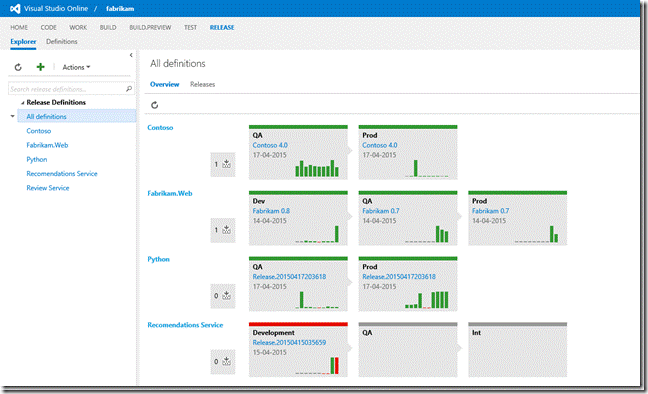 Visual Studio Online / fabrikam
HOME CODE WORK BUILD BUILD.PREVIEW TEST RELEASE
Explorer Definitions
Actions
Search release definitions...
Release Definitions
All definitions
Contoso
Fabrikam.Web
Python
Recomendations Service
Review Service
All definitions
Overview Releases
Contoso
1
QA
Contoso 4.0
17-04-2015
Prod
Contoso 4.0
17-04-2015
Fabrikam.Web
1
Dev
Fabrikam 0.8
14-04-2015
QA
Fabrikam 0.7
14-04-2015
Prod
Fabrikam 0.7
14-04-2015
Python
0
QA
Release.20150417203618
17-04-2015
Prod
Release.20150417203618
17-04-2015
Recomendations Service
0
Development
Release.20150415035659
15-04-2015
QA
Int